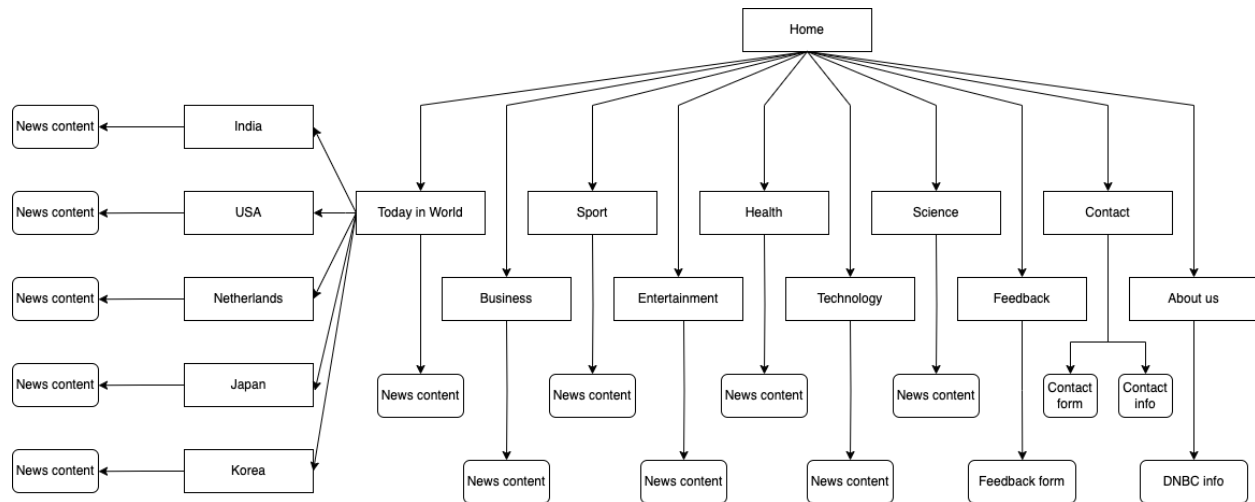 Home
News content
India
News content
USA
Today in World
Sport
Health
Science
Contact
News content
Netherlands
Business
Entertainment
Technology
Feedback
About us
News content
Japan
News content
News content
News content
News content
Contact
form
Contact
info
News content
Korea
News content
News content
News content
Feedback form
DNBC info